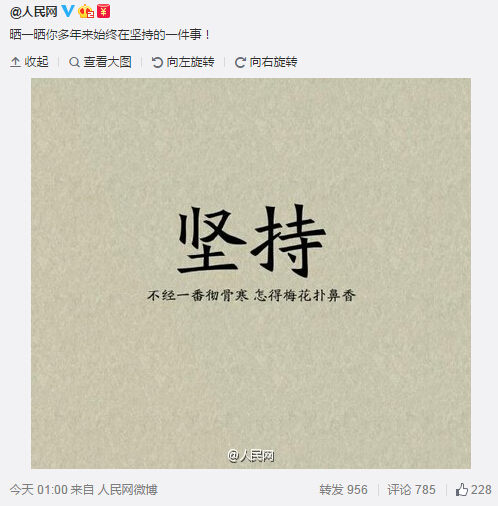 @人民网
晒一晒你多年来始终在坚持的一件事！
收起 查看大图 向左旋转 向右旋转
坚持
不经一番彻骨寒 怎得梅花扑鼻香
@人民网
今天 01:00 来自 人民网微博 转发 956 评论 785 228